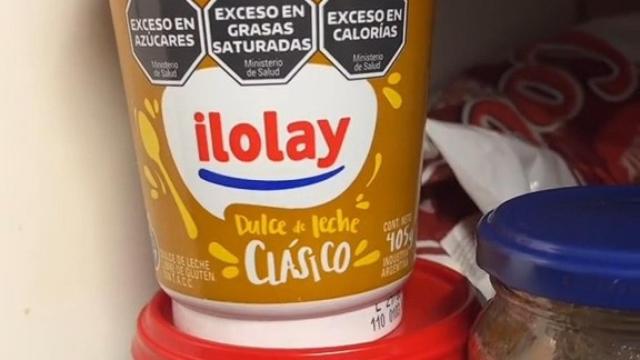 EXCESO EN
AZÚCARES
Ministerio
de Salud
EXCESO EN
GRASAS
SATURADAS
Ministerio
de Salud
EXCESO EN
CALORÍAS
Ministerio
de Salud
ilolay
Dulce de leche
CLÁSICO
CONT. NETO
405g
INDUSTRIA
ARGENTINA
DULCE DE LECHE
LIBRE DE GLUTEN